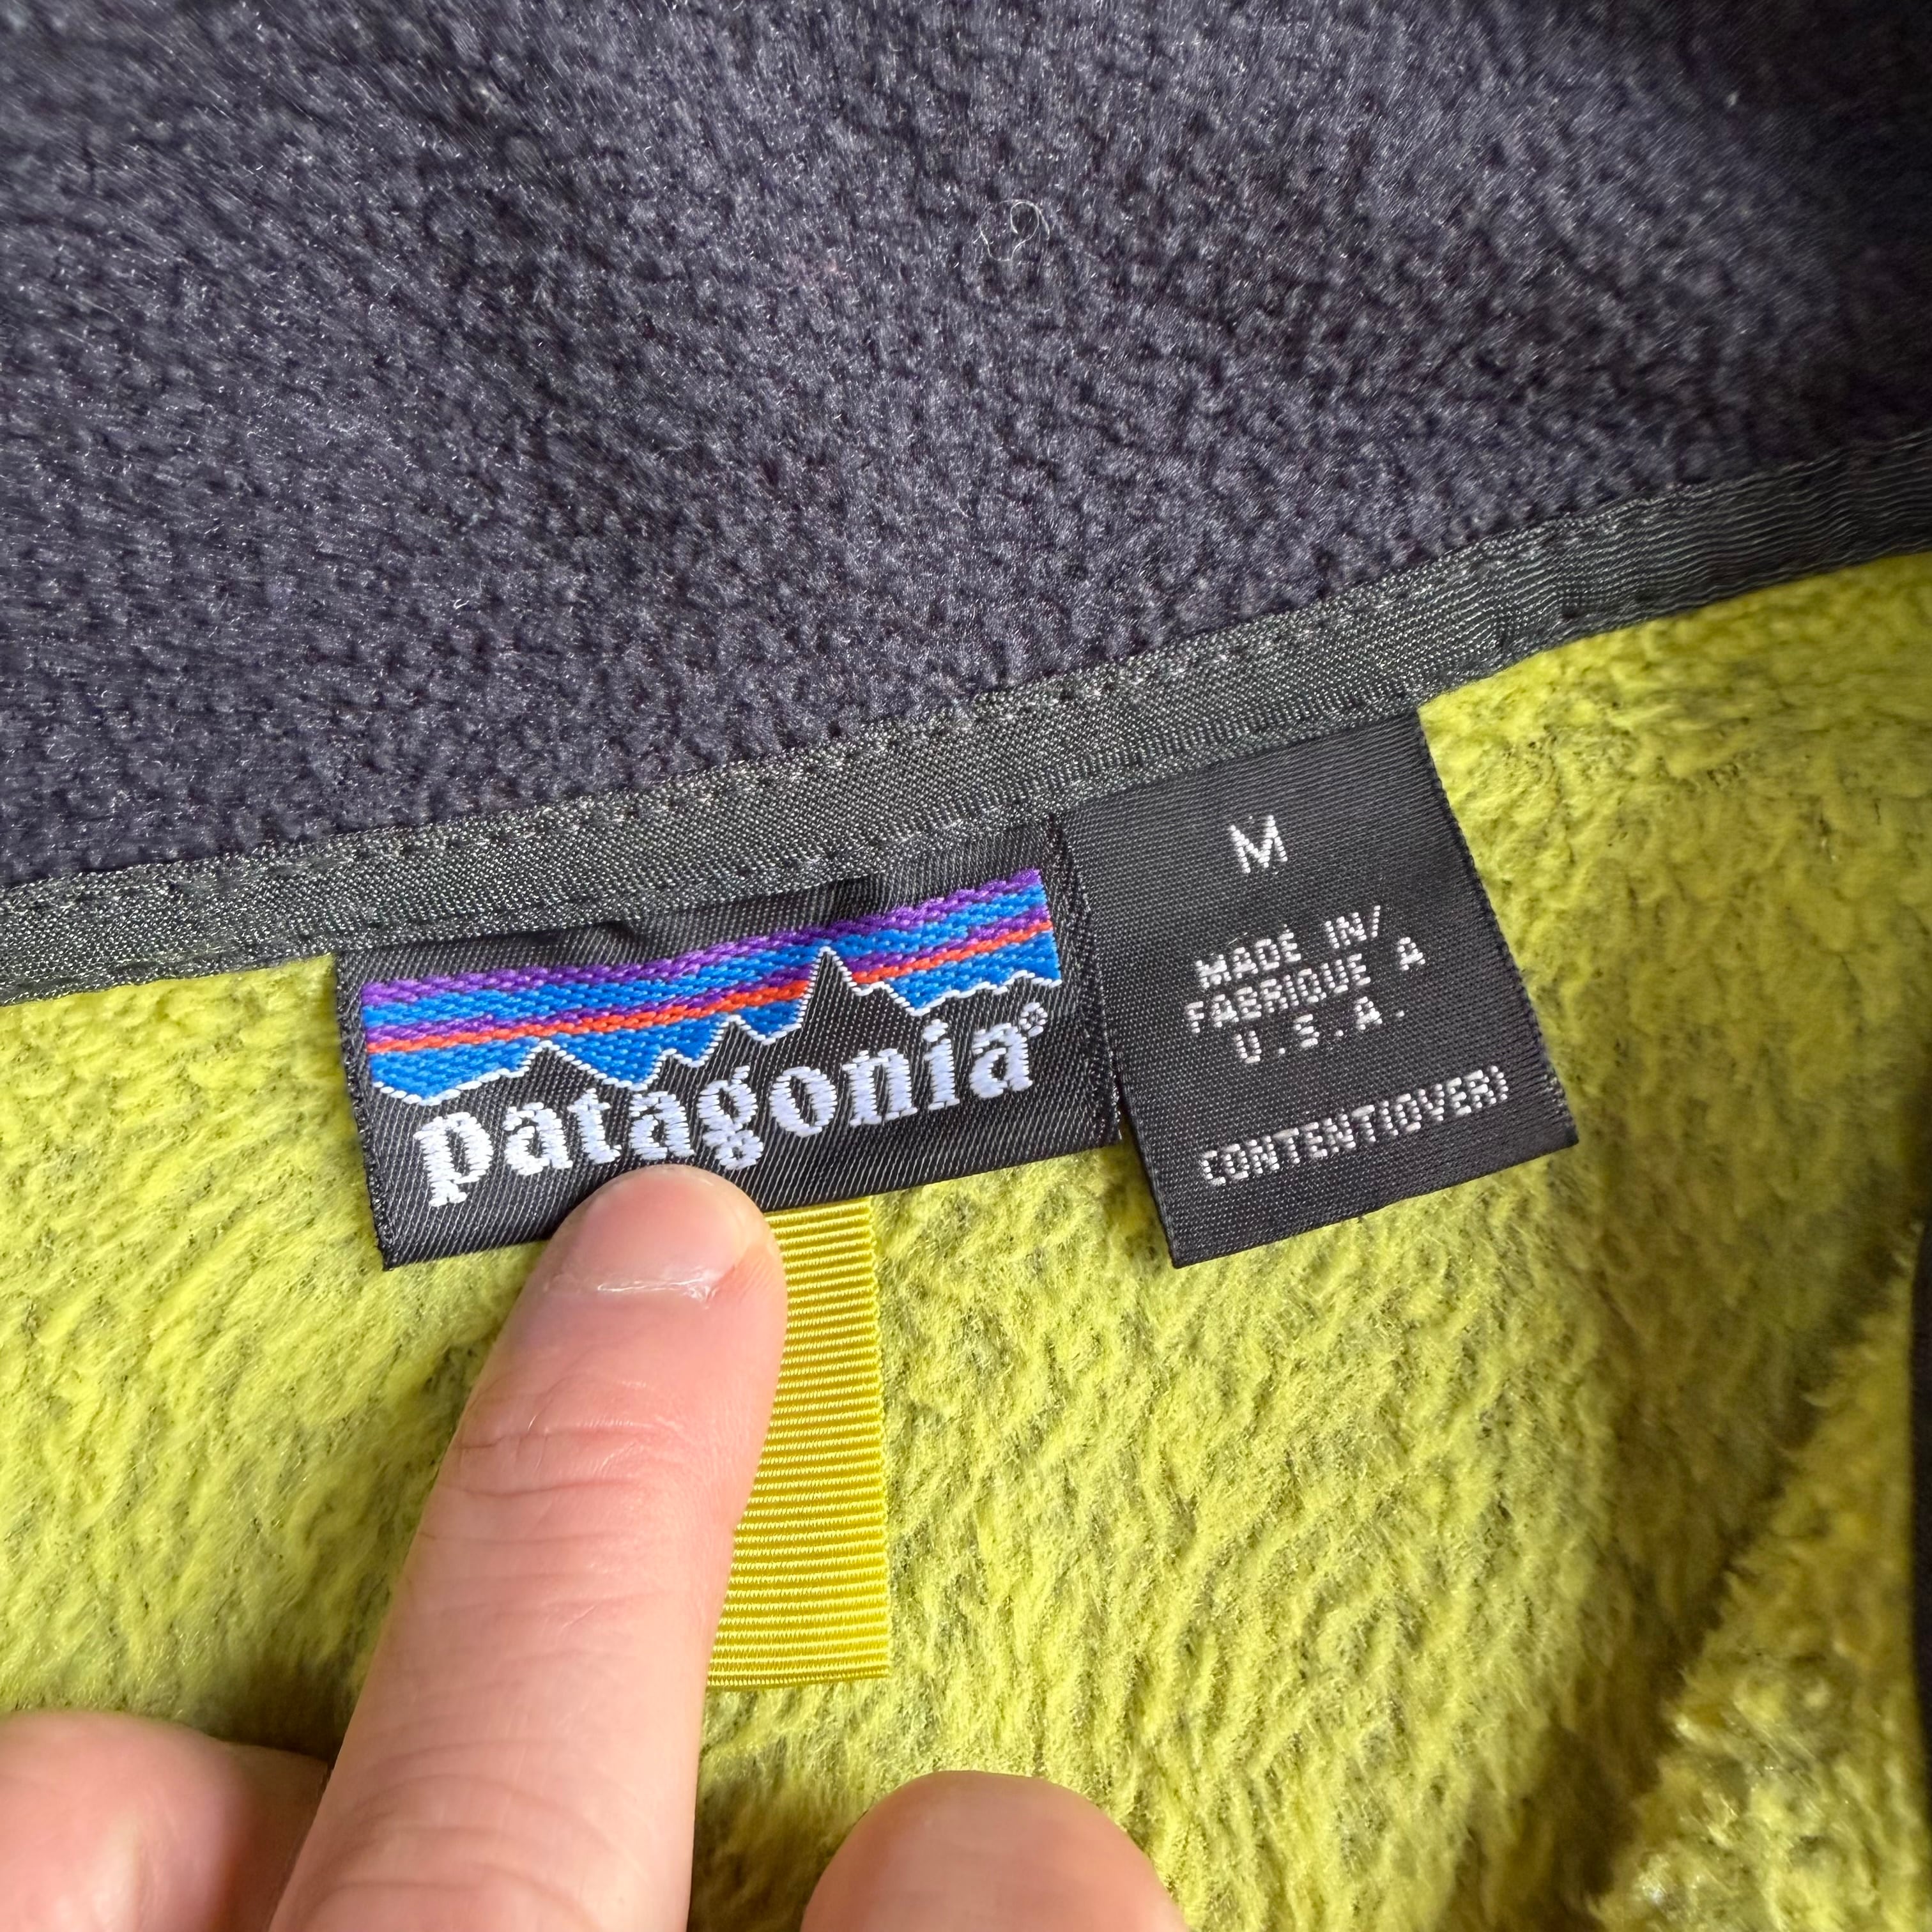 patagonia®
M
MADE IN/
FABRIQUE A
U.S.A.
CONTENT(OVER)